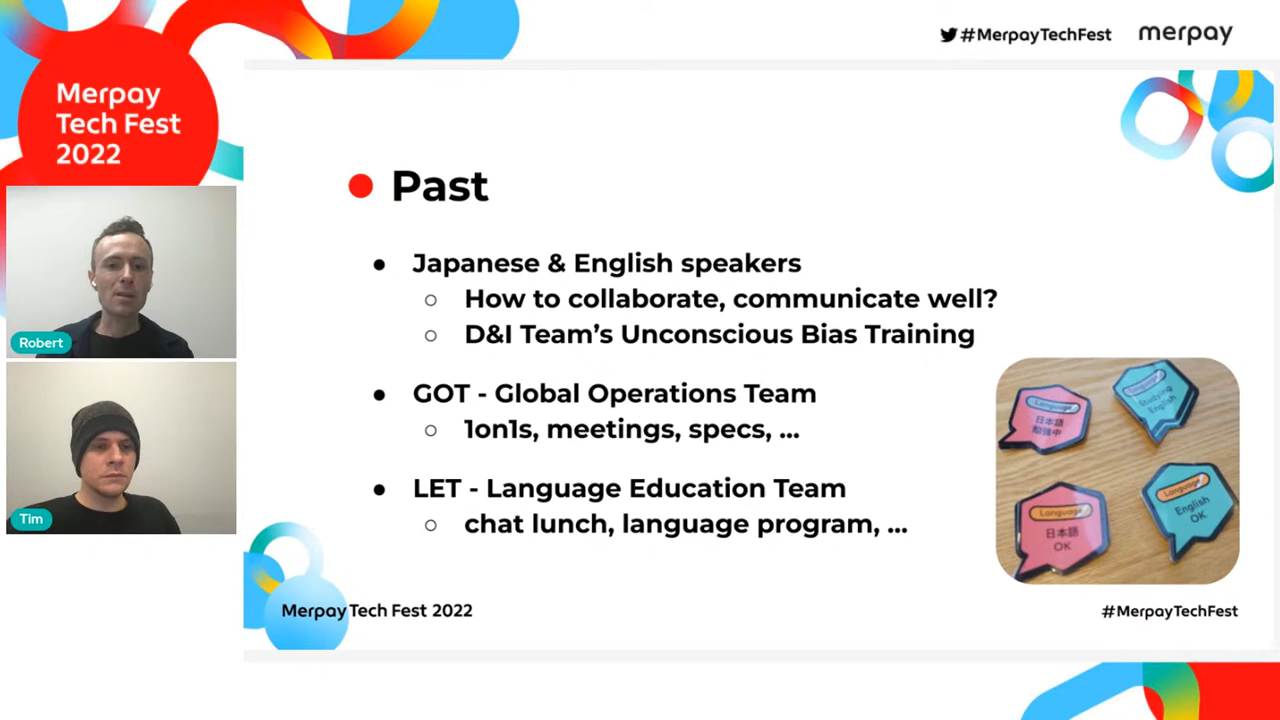 #MerpayTechFest
merpay
Merpay
Tech Fest
2022
Past
Japanese & English speakers
How to collaborate, communicate well?
D&I Team’s Unconscious Bias Training
GOT - Global Operations Team
1on1s, meetings, specs, ...
LET - Language Education Team
chat lunch, language program, ...
Robert
Tim
Language
日本語
勉強中
Language
Studying
English
Language
日本語
OK
Language
English
OK
Merpay Tech Fest 2022
#MerpayTechFest